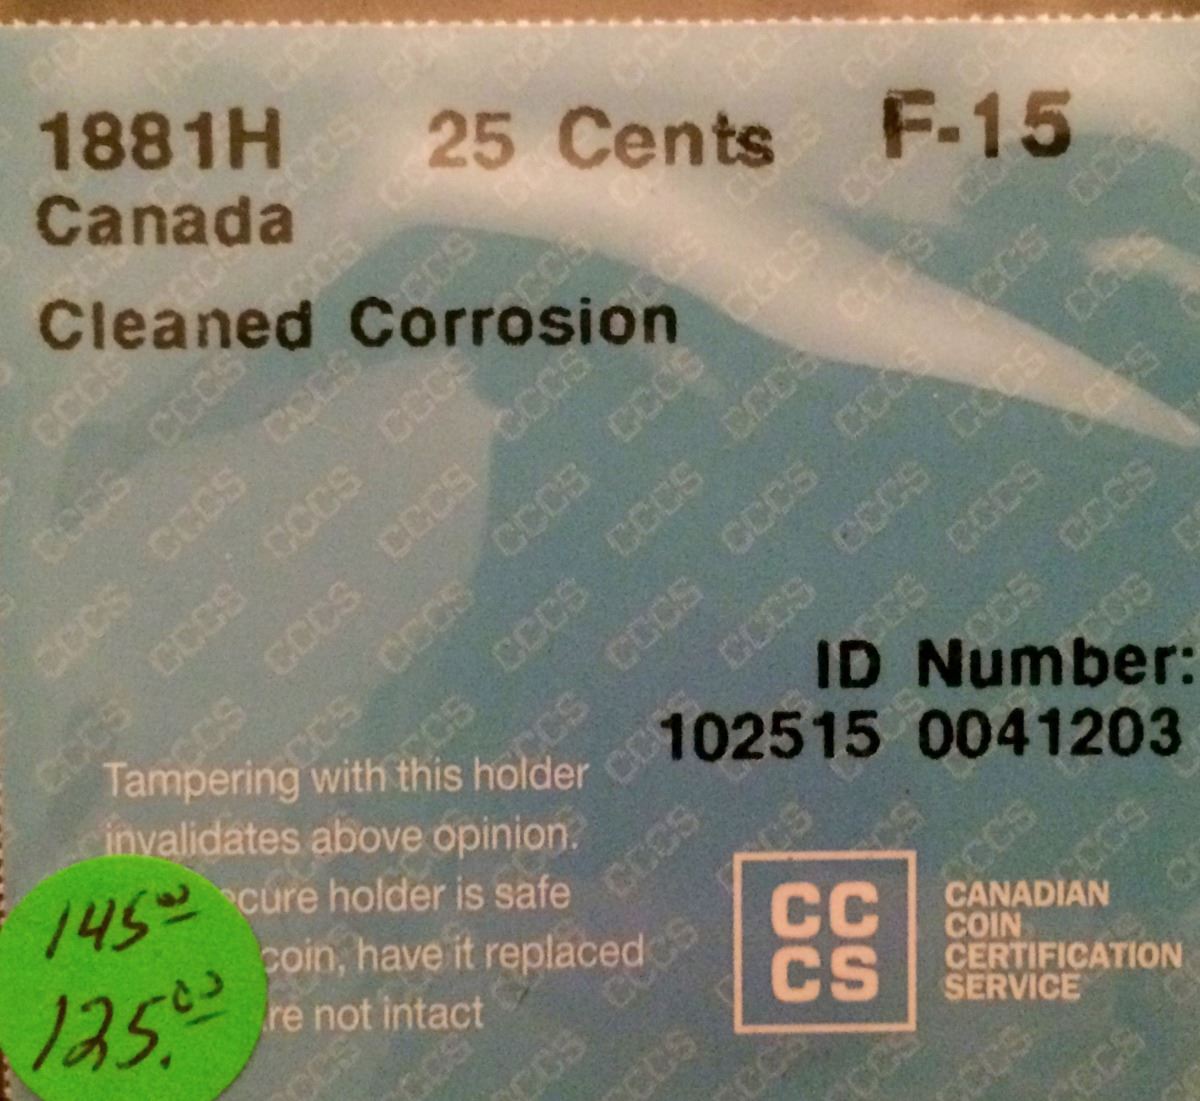 1881H 25 Cents F-15
Canada
Cleaned Corrosion
ID Number:
102515 0041203
Tampering with this holder
invalidates above opinion.
cure holder is safe
coin, have it replaced
re not intact
145.00
125.00
CC
CS
CANADIAN
COIN
CERTIFICATION
SERVICE